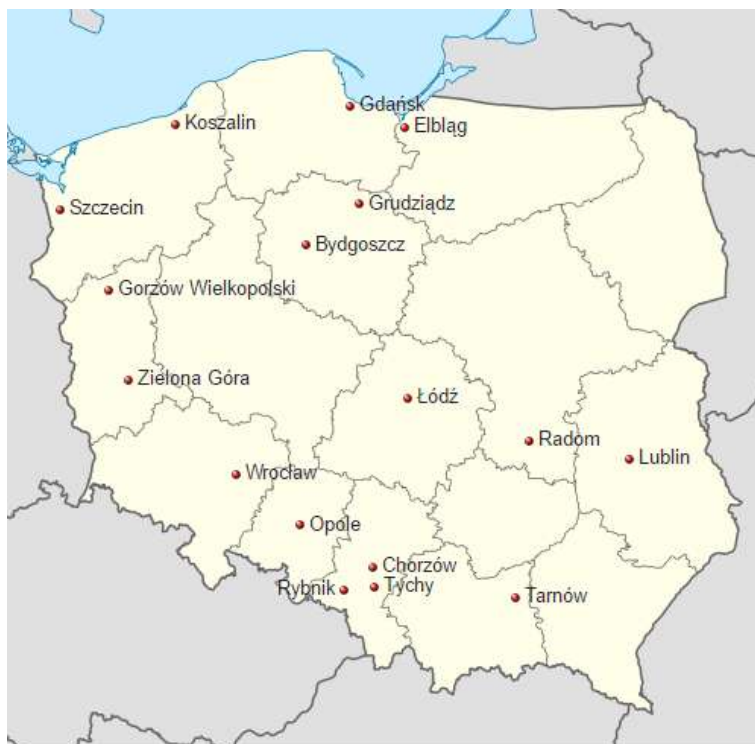 Gdańsk
Koszalin
Elbląg
Grudziądz
Szczecin
Bydgoszcz
Gorzów Wielkopolski
Zielona Góra
Łódź
Radom
Lublin
Wrocław
Opole
Chorzów
Tychy
Rybnik
Tarnów